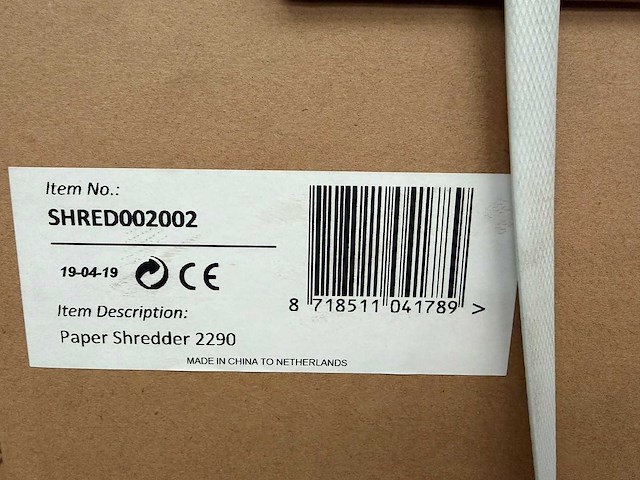 Item No.:
SHRED002002
19-04-19 CE
Item Description:
Paper Shredder 2290
8 718511 041789 >
MADE IN CHINA TO NETHERLANDS